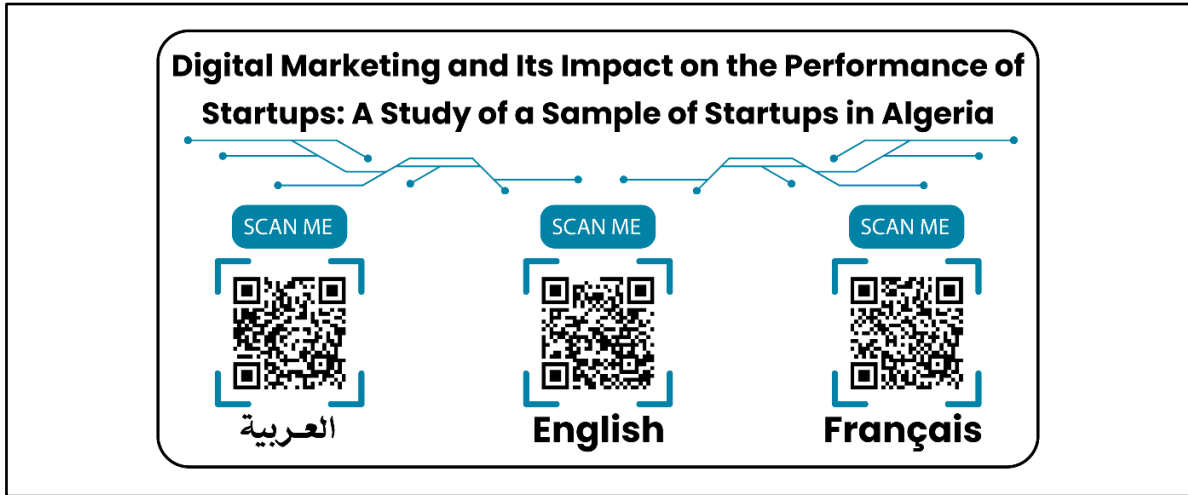 Digital Marketing and Its Impact on the Performance of
Startups: A Study of a Sample of Startups in Algeria
SCAN ME
SCAN ME
SCAN ME
العربية
English
Français